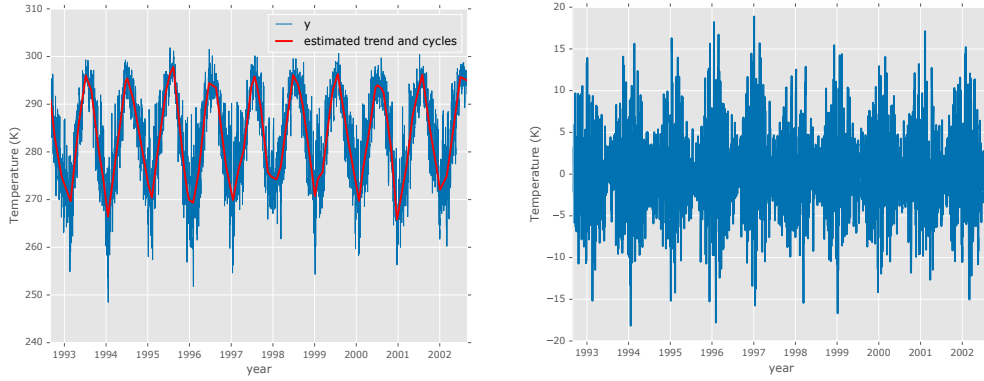 310
300
290
280
270
260
250
240
Temperature (K)
y
estimated trend and cycles
1993 1994 1995 1996 1997 1998 1999 2000 2001 2002
year
20
15
10
5
0
−5
−10
−15
−20
Temperature (K)
1993 1994 1995 1996 1997 1998 1999 2000 2001 2002
year